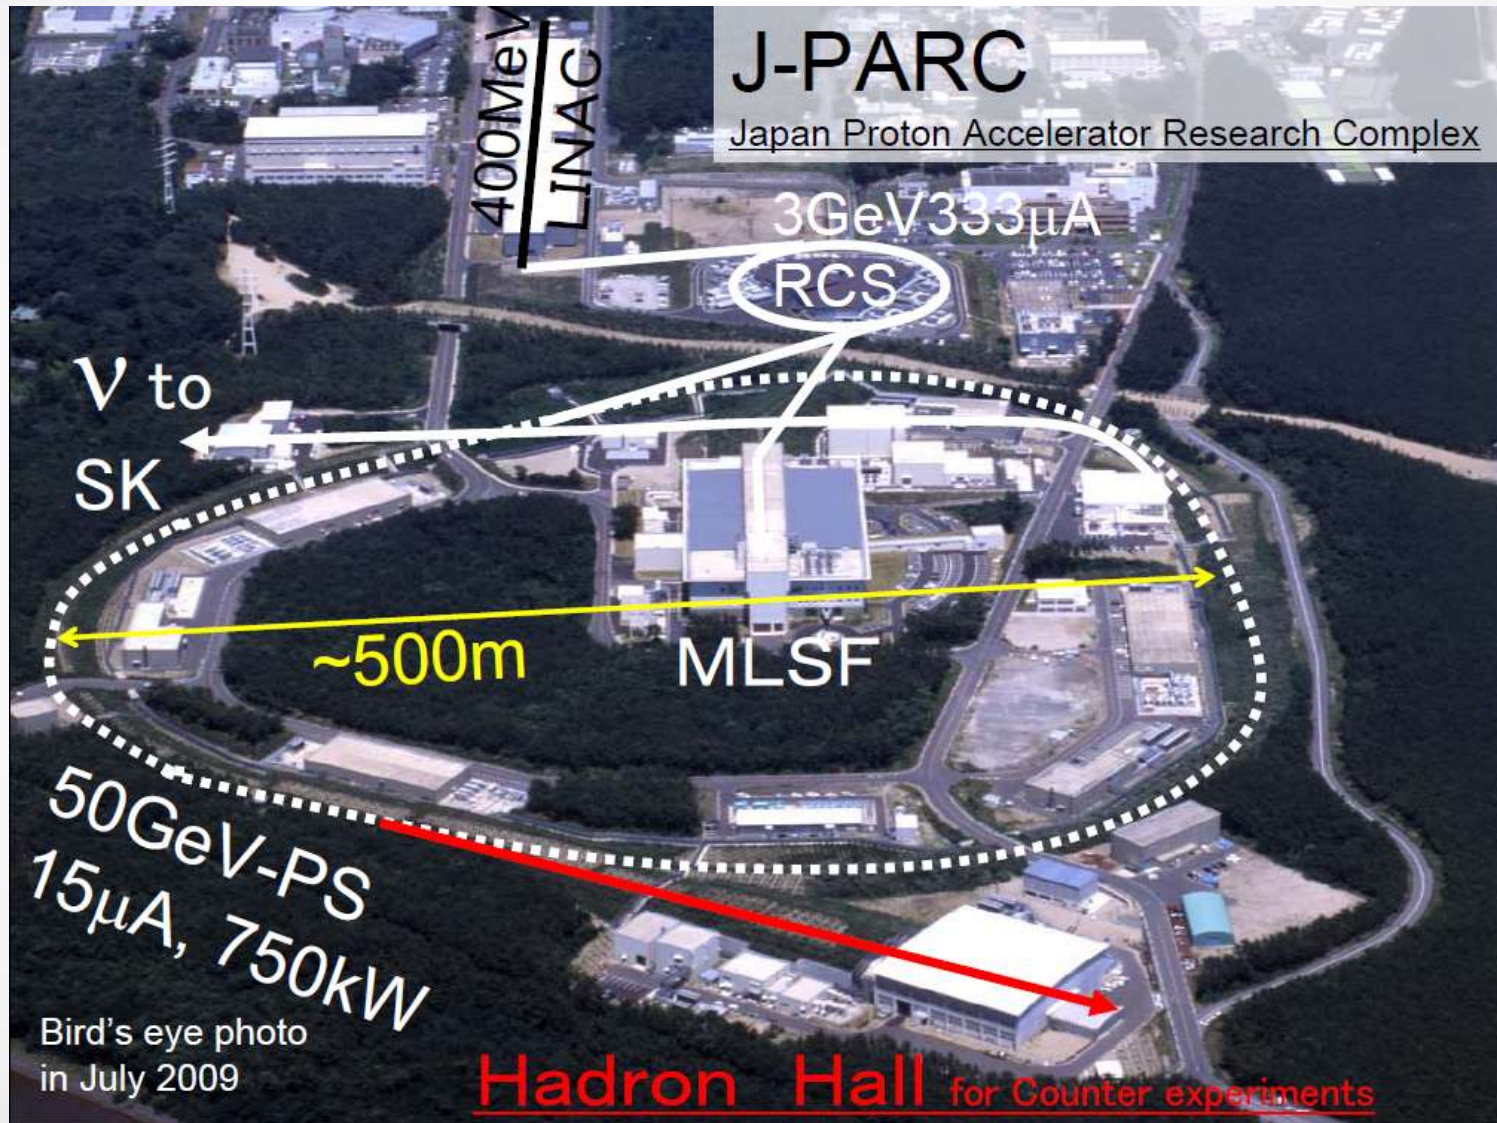 J-PARC
Japan Proton Accelerator Research Complex
400MeV
LINAC
3GeV333μA
RCS
ν to
SK
~500m
MLSF
50GeV-PS
15μA, 750kW
Bird's eye photo
in July 2009
Hadron Hall for Counter experiments